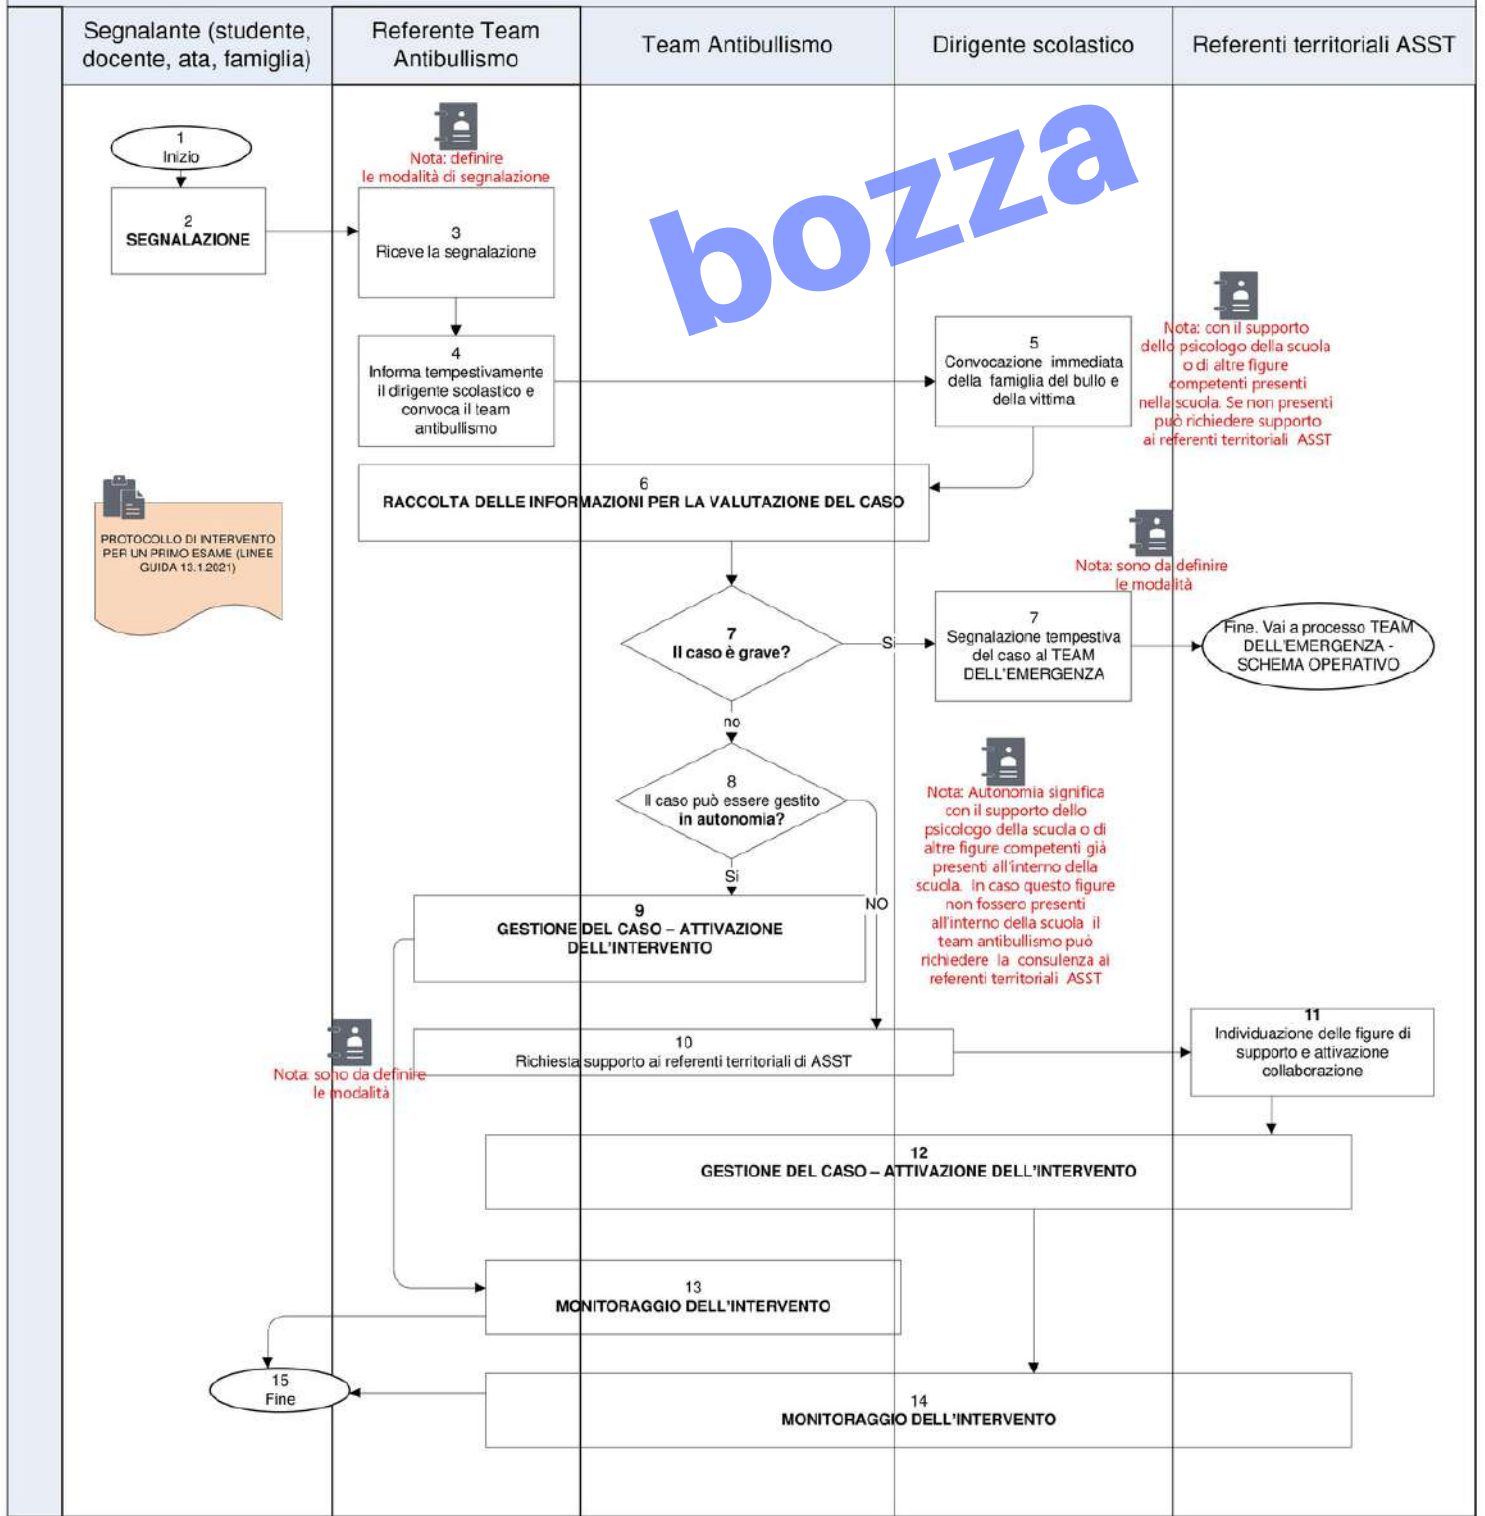 Segnalante (studente,
docente, ata, famiglia)
Referente Team
Antibullismo
Team Antibullismo
Dirigente scolastico
Referenti territoriali ASST
bozza
1
Inizio
Nota: definire
le modalità di segnalazione
2
SEGNALAZIONE
3
Riceve la segnalazione
4
Informa tempestivamente
il dirigente scolastico e
convoca il team
antibullismo
5
Convocazione immediata
della famiglia del bullo e
della vittima
Nota: con il supporto
dello psicologo della scuola
o di altre figure
competenti presenti
nella scuola. Se non presenti
può richiedere supporto
ai referenti territoriali ASST
6
RACCOLTA DELLE INFORMAZIONI PER LA VALUTAZIONE DEL CASO
PROTOCOLLO DI INTERVENTO
PER UN PRIMO ESAME (LINEE
GUIDA 13.1.2021)
Nota: sono da definire
le modalità
7
Il caso è grave?
Si
7
Segnalazione tempestiva
del caso al TEAM
DELL'EMERGENZA
Fine. Vai a processo TEAM
DELL'EMERGENZA -
SCHEMA OPERATIVO
no
8
Il caso può essere gestito
in autonomia?
Si
NO
Nota: Autonomia significa
con il supporto dello
psicologo della scuola o di
altre figure competenti già
presenti all'interno della
scuola. In caso questo figure
non fossero presenti
all'interno della scuola il
team antibullismo può
richiedere la consulenza ai
referenti territoriali ASST
9
GESTIONE DEL CASO – ATTIVAZIONE
DELL'INTERVENTO
10
Richiesta supporto ai referenti territoriali di ASST
Nota: sono da definire
le modalità
11
Individuazione delle figure di
supporto e attivazione
collaborazione
12
GESTIONE DEL CASO – ATTIVAZIONE DELL'INTERVENTO
13
MONITORAGGIO DELL'INTERVENTO
15
Fine
14
MONITORAGGIO DELL'INTERVENTO